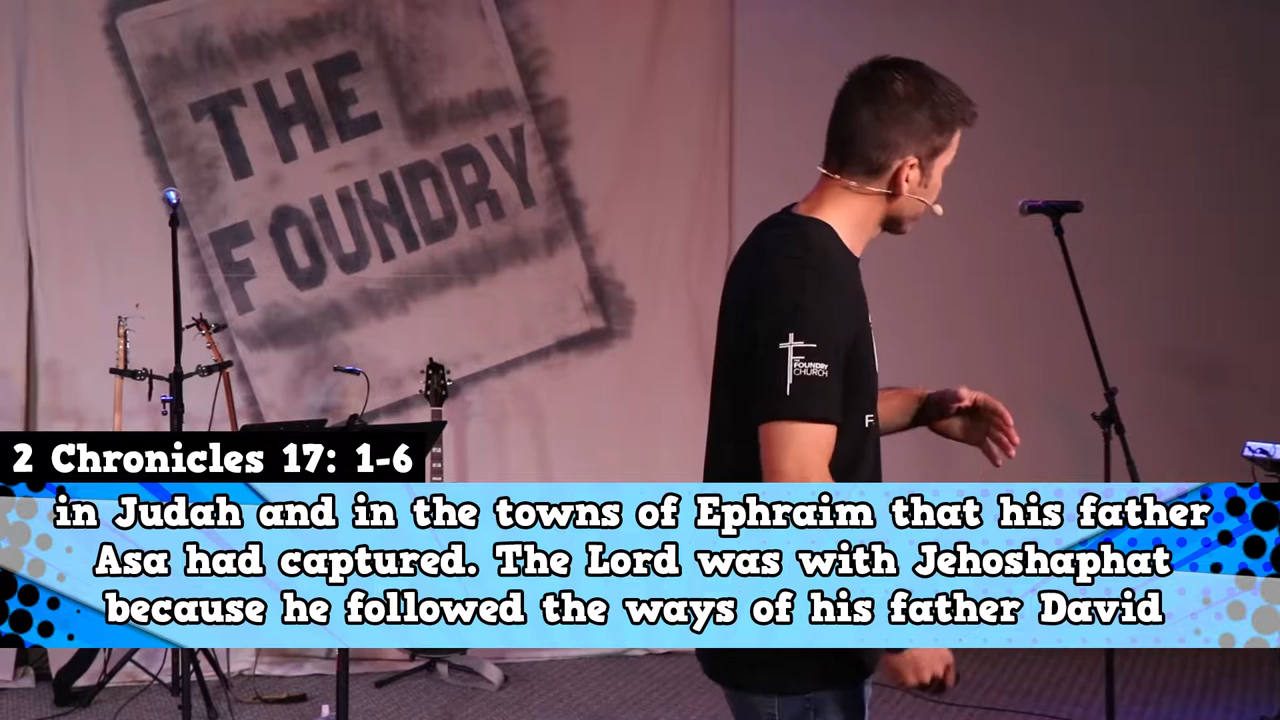 THE
FOUNDRY
THE
FOUNDRY
CHURCH
F
2 Chronicles 17: 1-6
in Judah and in the towns of Ephraim that his father
Asa had captured. The Lord was with Jehoshaphat
because he followed the ways of his father David